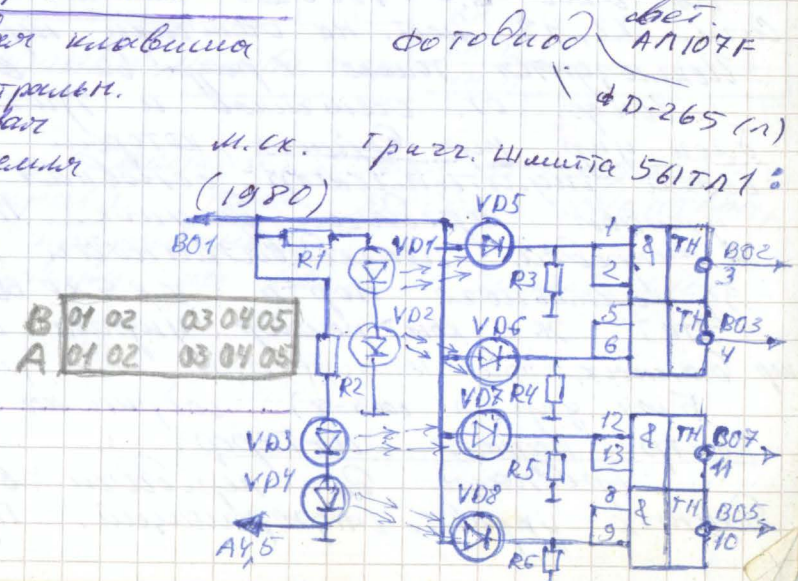 клавиша
фотодиод
свет.
АЛ107Г
ФД-265 (л)
М.сх. Тригг. Шмитта 561ТЛ1:
(1980)
В01
R1
VD1
VD2
R2
VD3
VD4
А4,5
В 01 02 03 04 05
А 01 02 03 04 05
VD5
R3
1
2
& ТН
В02
3
VD6
R4
5
6
ТН
В03
4
VD7
R5
12
13
& ТН
В07
11
VD8
R6
8
9
& ТН
В05
10